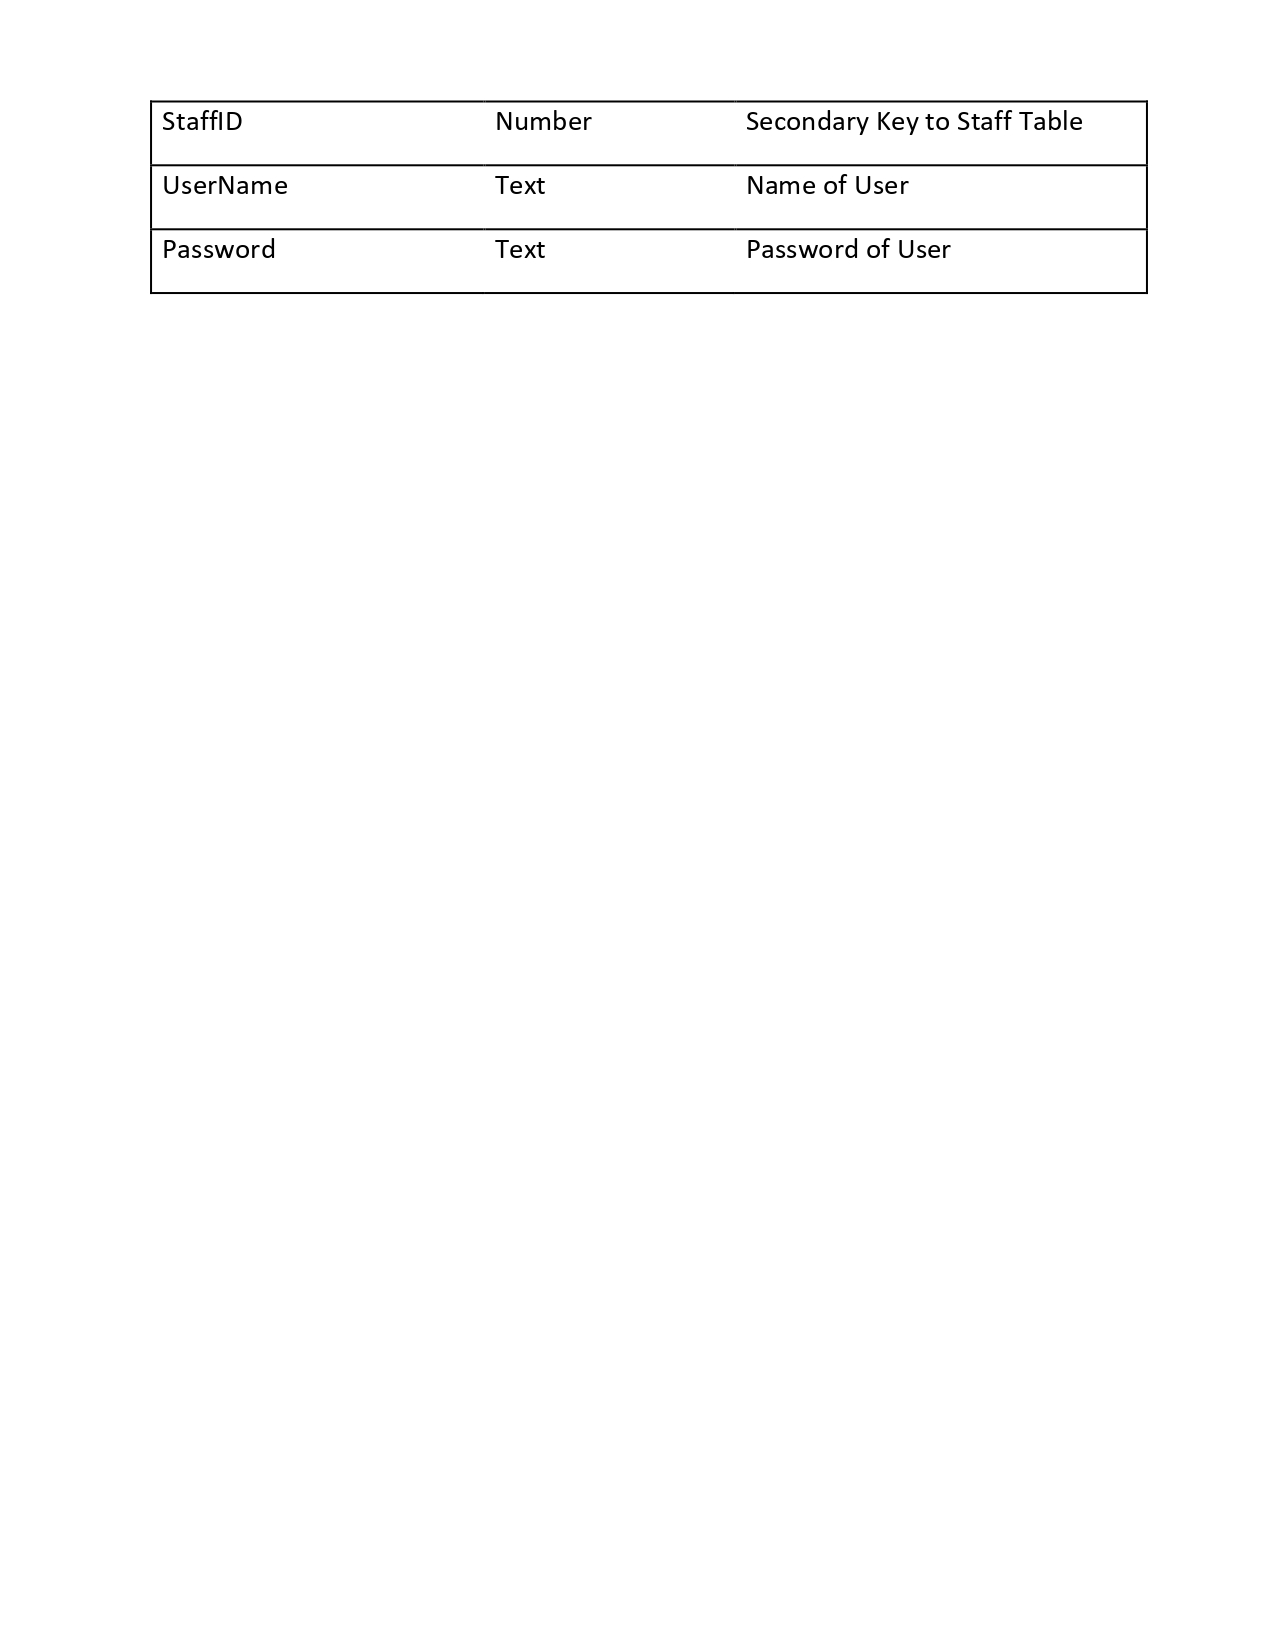 StaffID Number Secondary Key to Staff Table
UserName Text Name of User
Password Text Password of User